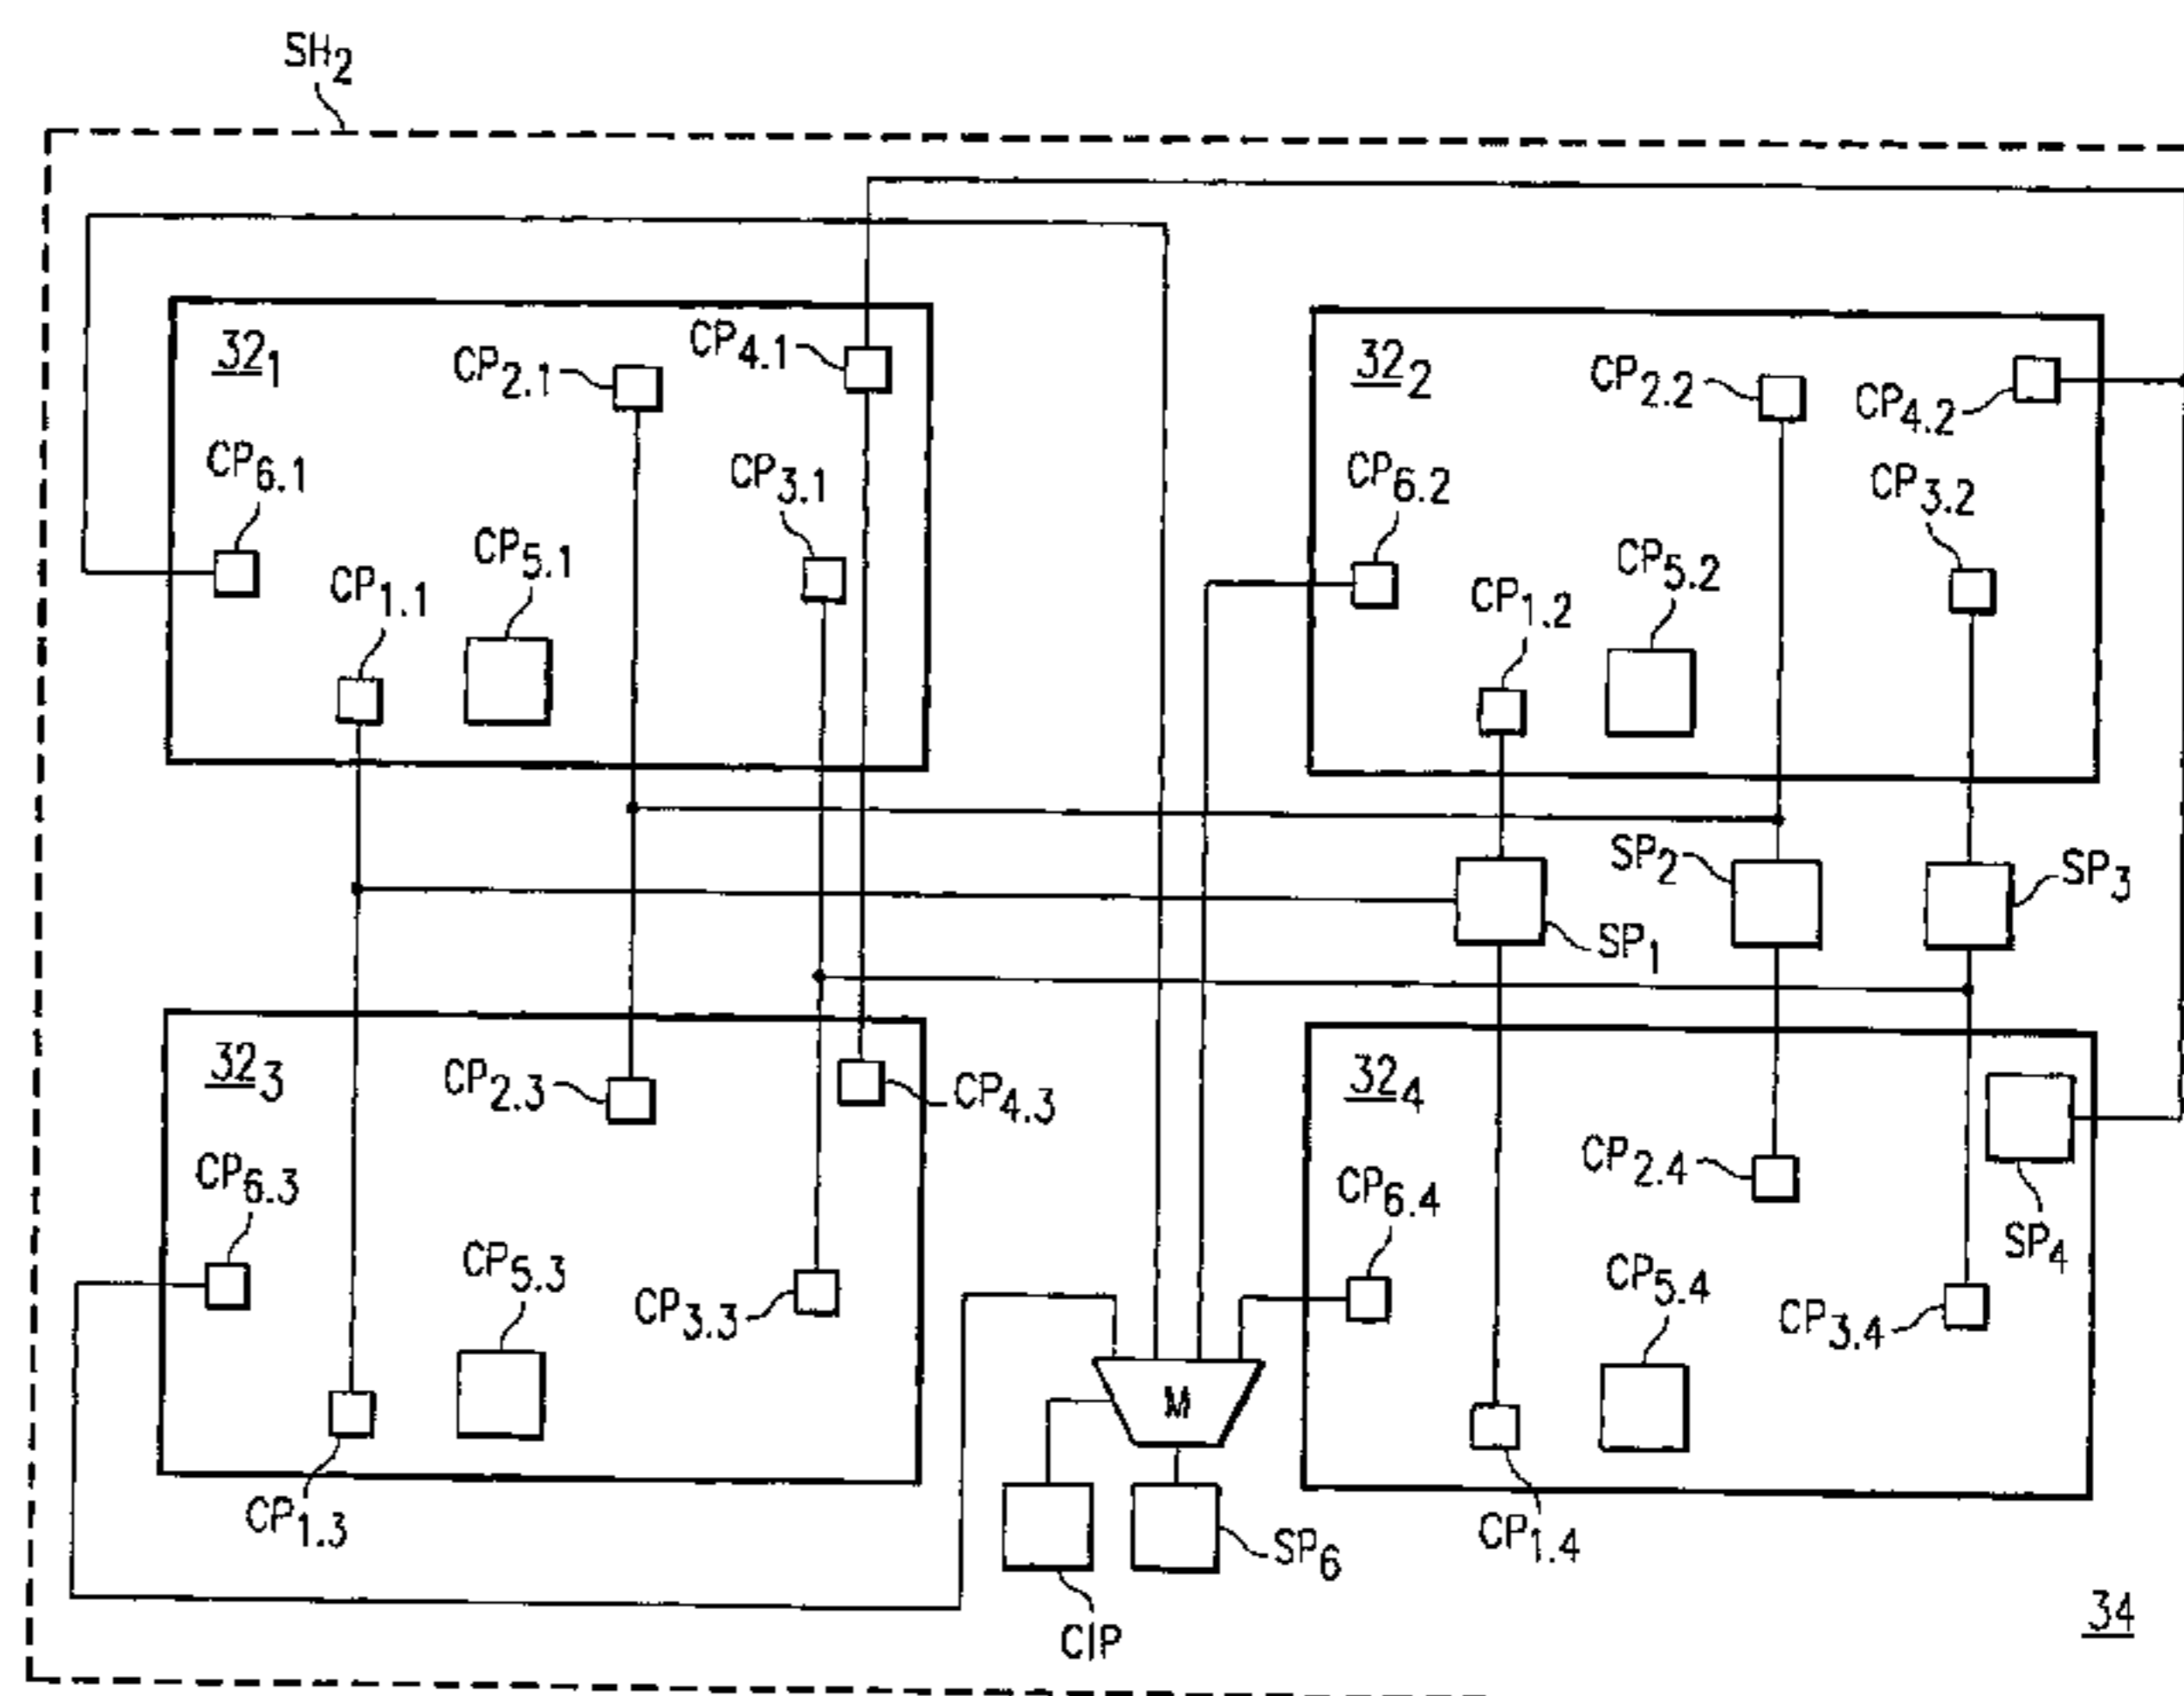 SH2
321
CP2.1
CP4.1
CP6.1
CP3.1
CP5.1
CP1.1
322
CP2.2
CP4.2
CP6.2
CP3.2
CP5.2
CP1.2
SP2
SP3
SP1
323
CP2.3
CP4.3
CP6.3
CP5.3
CP3.3
CP1.3
324
CP2.4
SP4
CP6.4
CP5.4
CP3.4
CP1.4
M
SP6
CIP
34